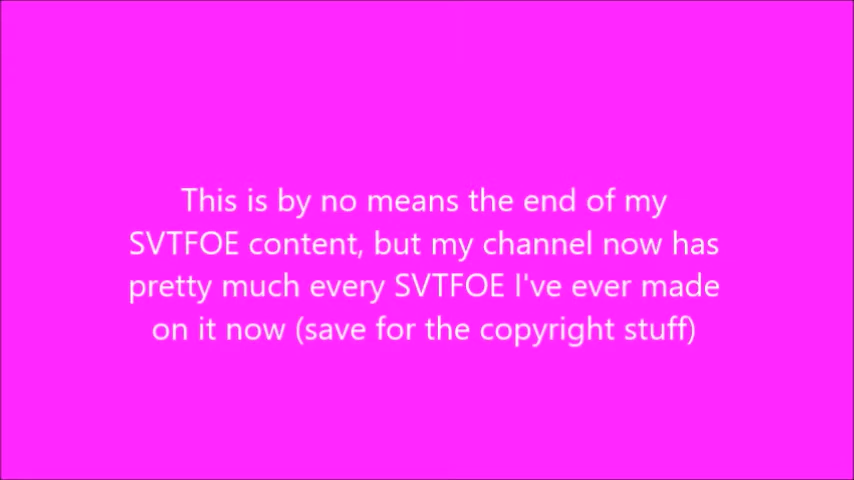 This is by no means the end of my
SVTFOE content, but my channel now has
pretty much every SVTFOE I've ever made
on it now (save for the copyright stuff)